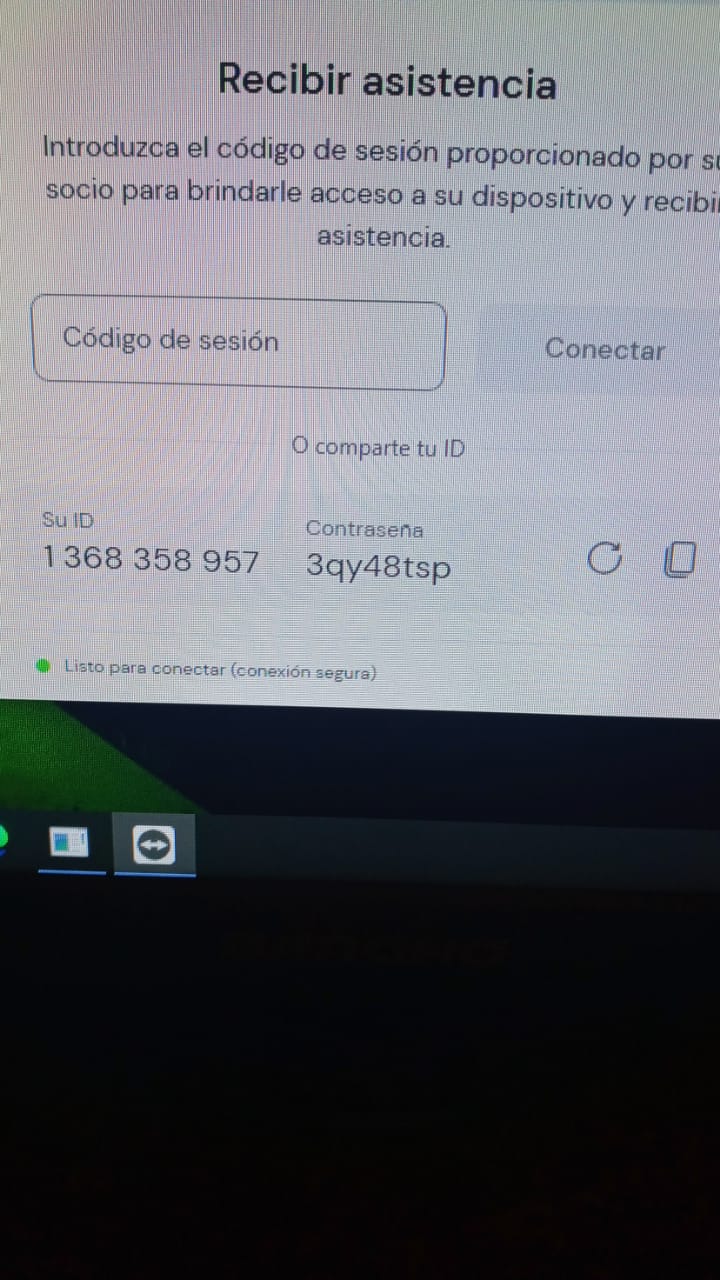 Recibir asistencia
Introduzca el código de sesión proporcionado por
socio para brindarle acceso a su dispositivo y
asistencia.
Código de sesión
Conectar
O comparte tu ID
Su ID
Contraseña
1 368 358 957
3qy48tsp
Listo para conectar (conexión segura)